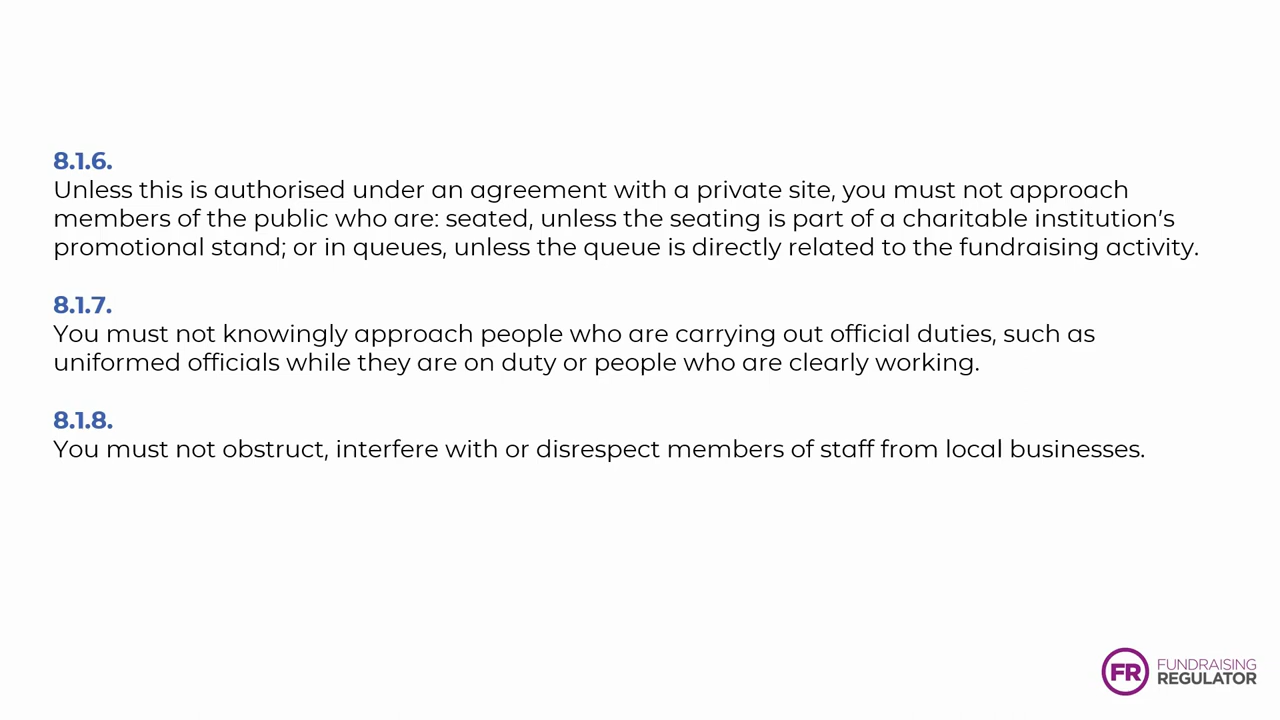 8.1.6.
Unless this is authorised under an agreement with a private site, you must not approach
members of the public who are: seated, unless the seating is part of a charitable institution's
promotional stand; or in queues, unless the queue is directly related to the fundraising activity.
8.1.7.
You must not knowingly approach people who are carrying out official duties, such as
uniformed officials while they are on duty or people who are clearly working.
8.1.8.
You must not obstruct, interfere with or disrespect members of staff from local businesses.
FR
FUNDRAISING
REGULATOR